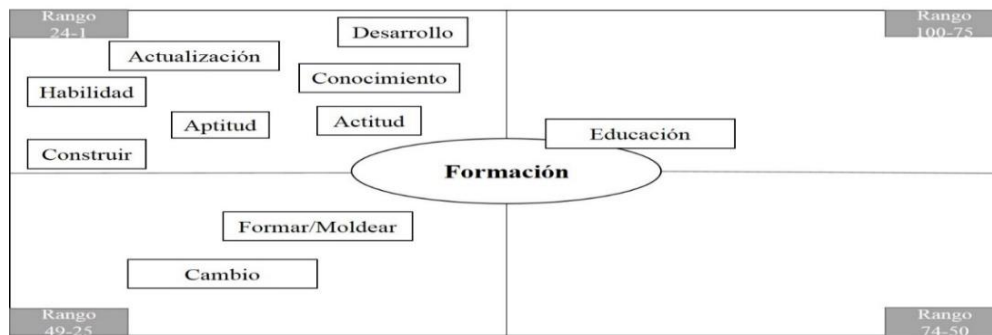 Rango
24-1
Desarrollo
Rango
100-75
Actualización
Conocimiento
Habilidad
Aptitud
Actitud
Educación
Construir
Formación
Formar/Moldear
Cambio
Rango
49-25
Rango
74-50